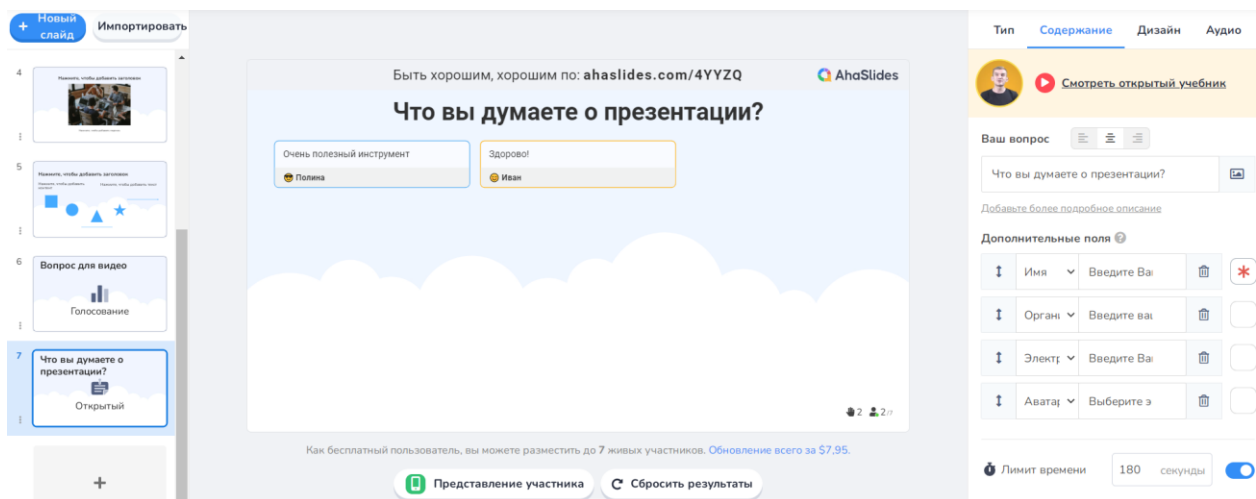 + Новый слайд
Импортировать
4
Нажмите, чтобы добавить заголовок
5
Нажмите, чтобы добавить заголовок
6
Вопрос для видео
Голосование
7
Что вы думаете о
презентации?
Открытый
+
Быть хорошим, хорошим по: ahaslides.com/4YYZQ
AhaSlides
Что вы думаете о презентации?
Очень полезный инструмент
Полина
Здорово!
Иван
2 2/7
Как бесплатный пользователь, вы можете разместить до 7 живых участников. Обновление всего за $7,95.
Представление участника
Сбросить результаты
Тип Содержание Дизайн Аудио
Смотреть открытый учебник
Ваш вопрос
Что вы думаете о презентации?
Добавьте более подробное описание
Дополнительные поля
Имя Введите Ва
Органи Введите ваш
Электр Введите Ва
Аватар Выберите э
Лимит времени 180 секунды